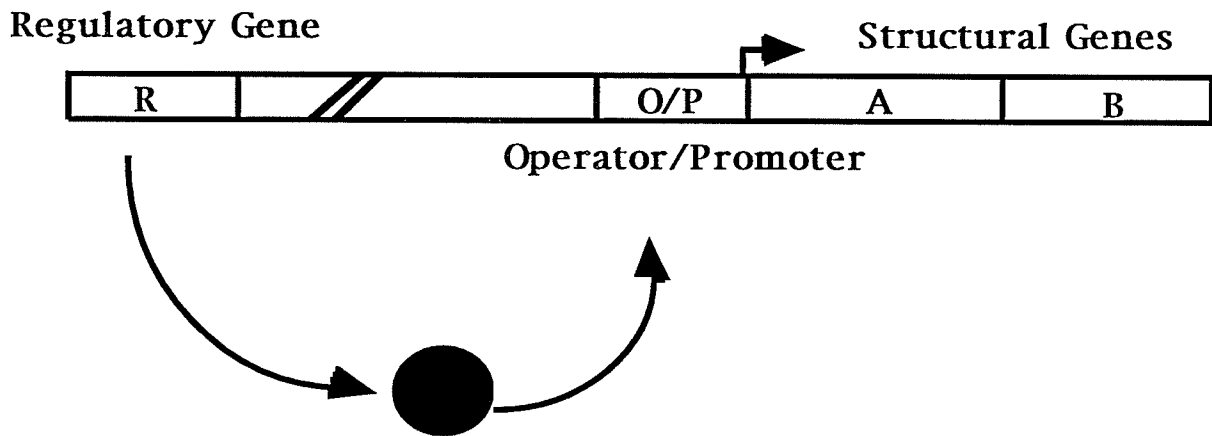 Regulatory Gene
Structural Genes
R
O/P
A
B
Operator/Promoter